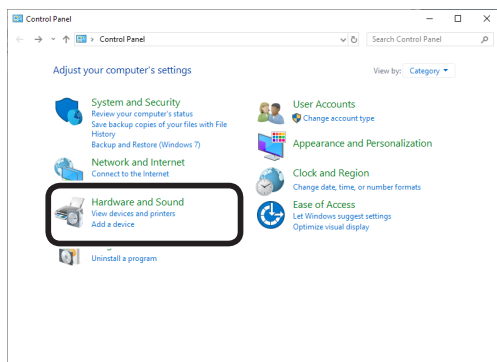 Control Panel
Control Panel
Search Control Panel
Adjust your computer's settings
View by: Category
System and Security
Review your computer's status
Save backup copies of your files with File
History
Backup and Restore (Windows 7)
Network and Internet
Connect to the Internet
Hardware and Sound
View devices and printers
Add a device
Uninstall a program
User Accounts
Change account type
Appearance and Personalization
Clock and Region
Change date, time, or number formats
Ease of Access
Let Windows suggest settings
Optimize visual display